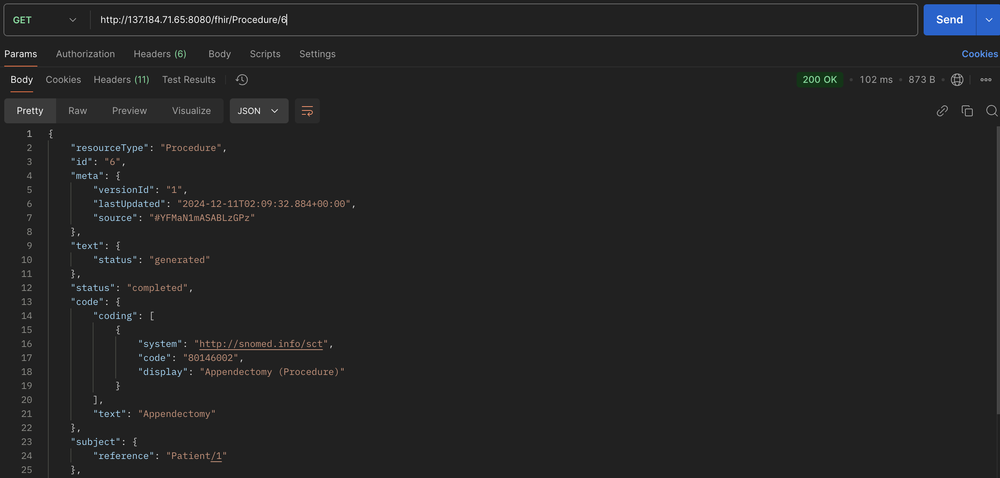 GET http://137.184.71.65:8080/fhir/Procedure/6 Send
Params Authorization Headers (6) Body Scripts Settings Cookies
Body Cookies Headers (11) Test Results 200 OK • 102 ms • 873 B •
Pretty Raw Preview Visualize JSON
1 {
2 "resourceType": "Procedure",
3 "id": "6",
4 "meta": {
5 "versionId": "1",
6 "lastUpdated": "2024-12-11T02:09:32.884+00:00",
7 "source": "#YFMaN1mASABLzGPz"
8 },
9 "text": {
10 "status": "generated"
11 },
12 "status": "completed",
13 "code": {
14 "coding": [
15 {
16 "system": "http://snomed.info/sct",
17 "code": "80146002",
18 "display": "Appendectomy (Procedure)"
19 }
20 ],
21 "text": "Appendectomy"
22 },
23 "subject": {
24 "reference": "Patient/1"
25 },